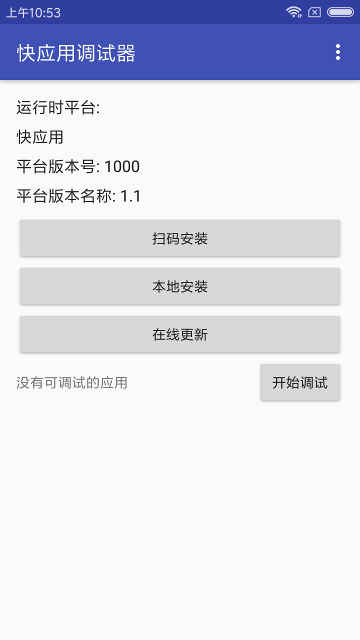 上午10:53
快应用调试器
运行时平台:
快应用
平台版本号: 1000
平台版本名称: 1.1
扫码安装
本地安装
在线更新
没有可调试的应用
开始调试